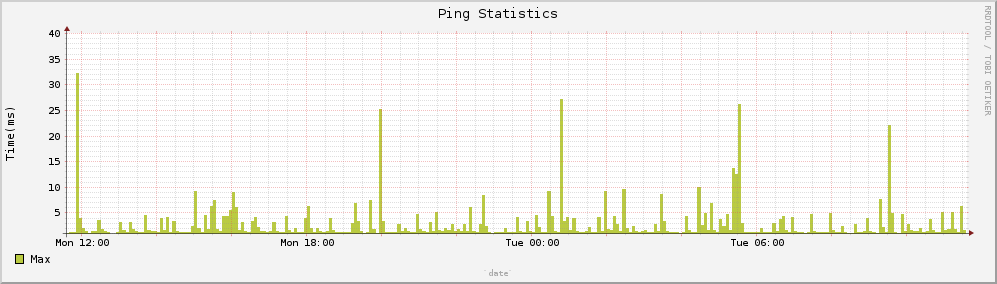 Ping Statistics
RRDTOOL / TOBI OETIKER
Time(ms)
40
35
30
25
20
15
10
5
Mon 12:00 Mon 18:00 Tue 00:00 Tue 06:00
Max
`date`